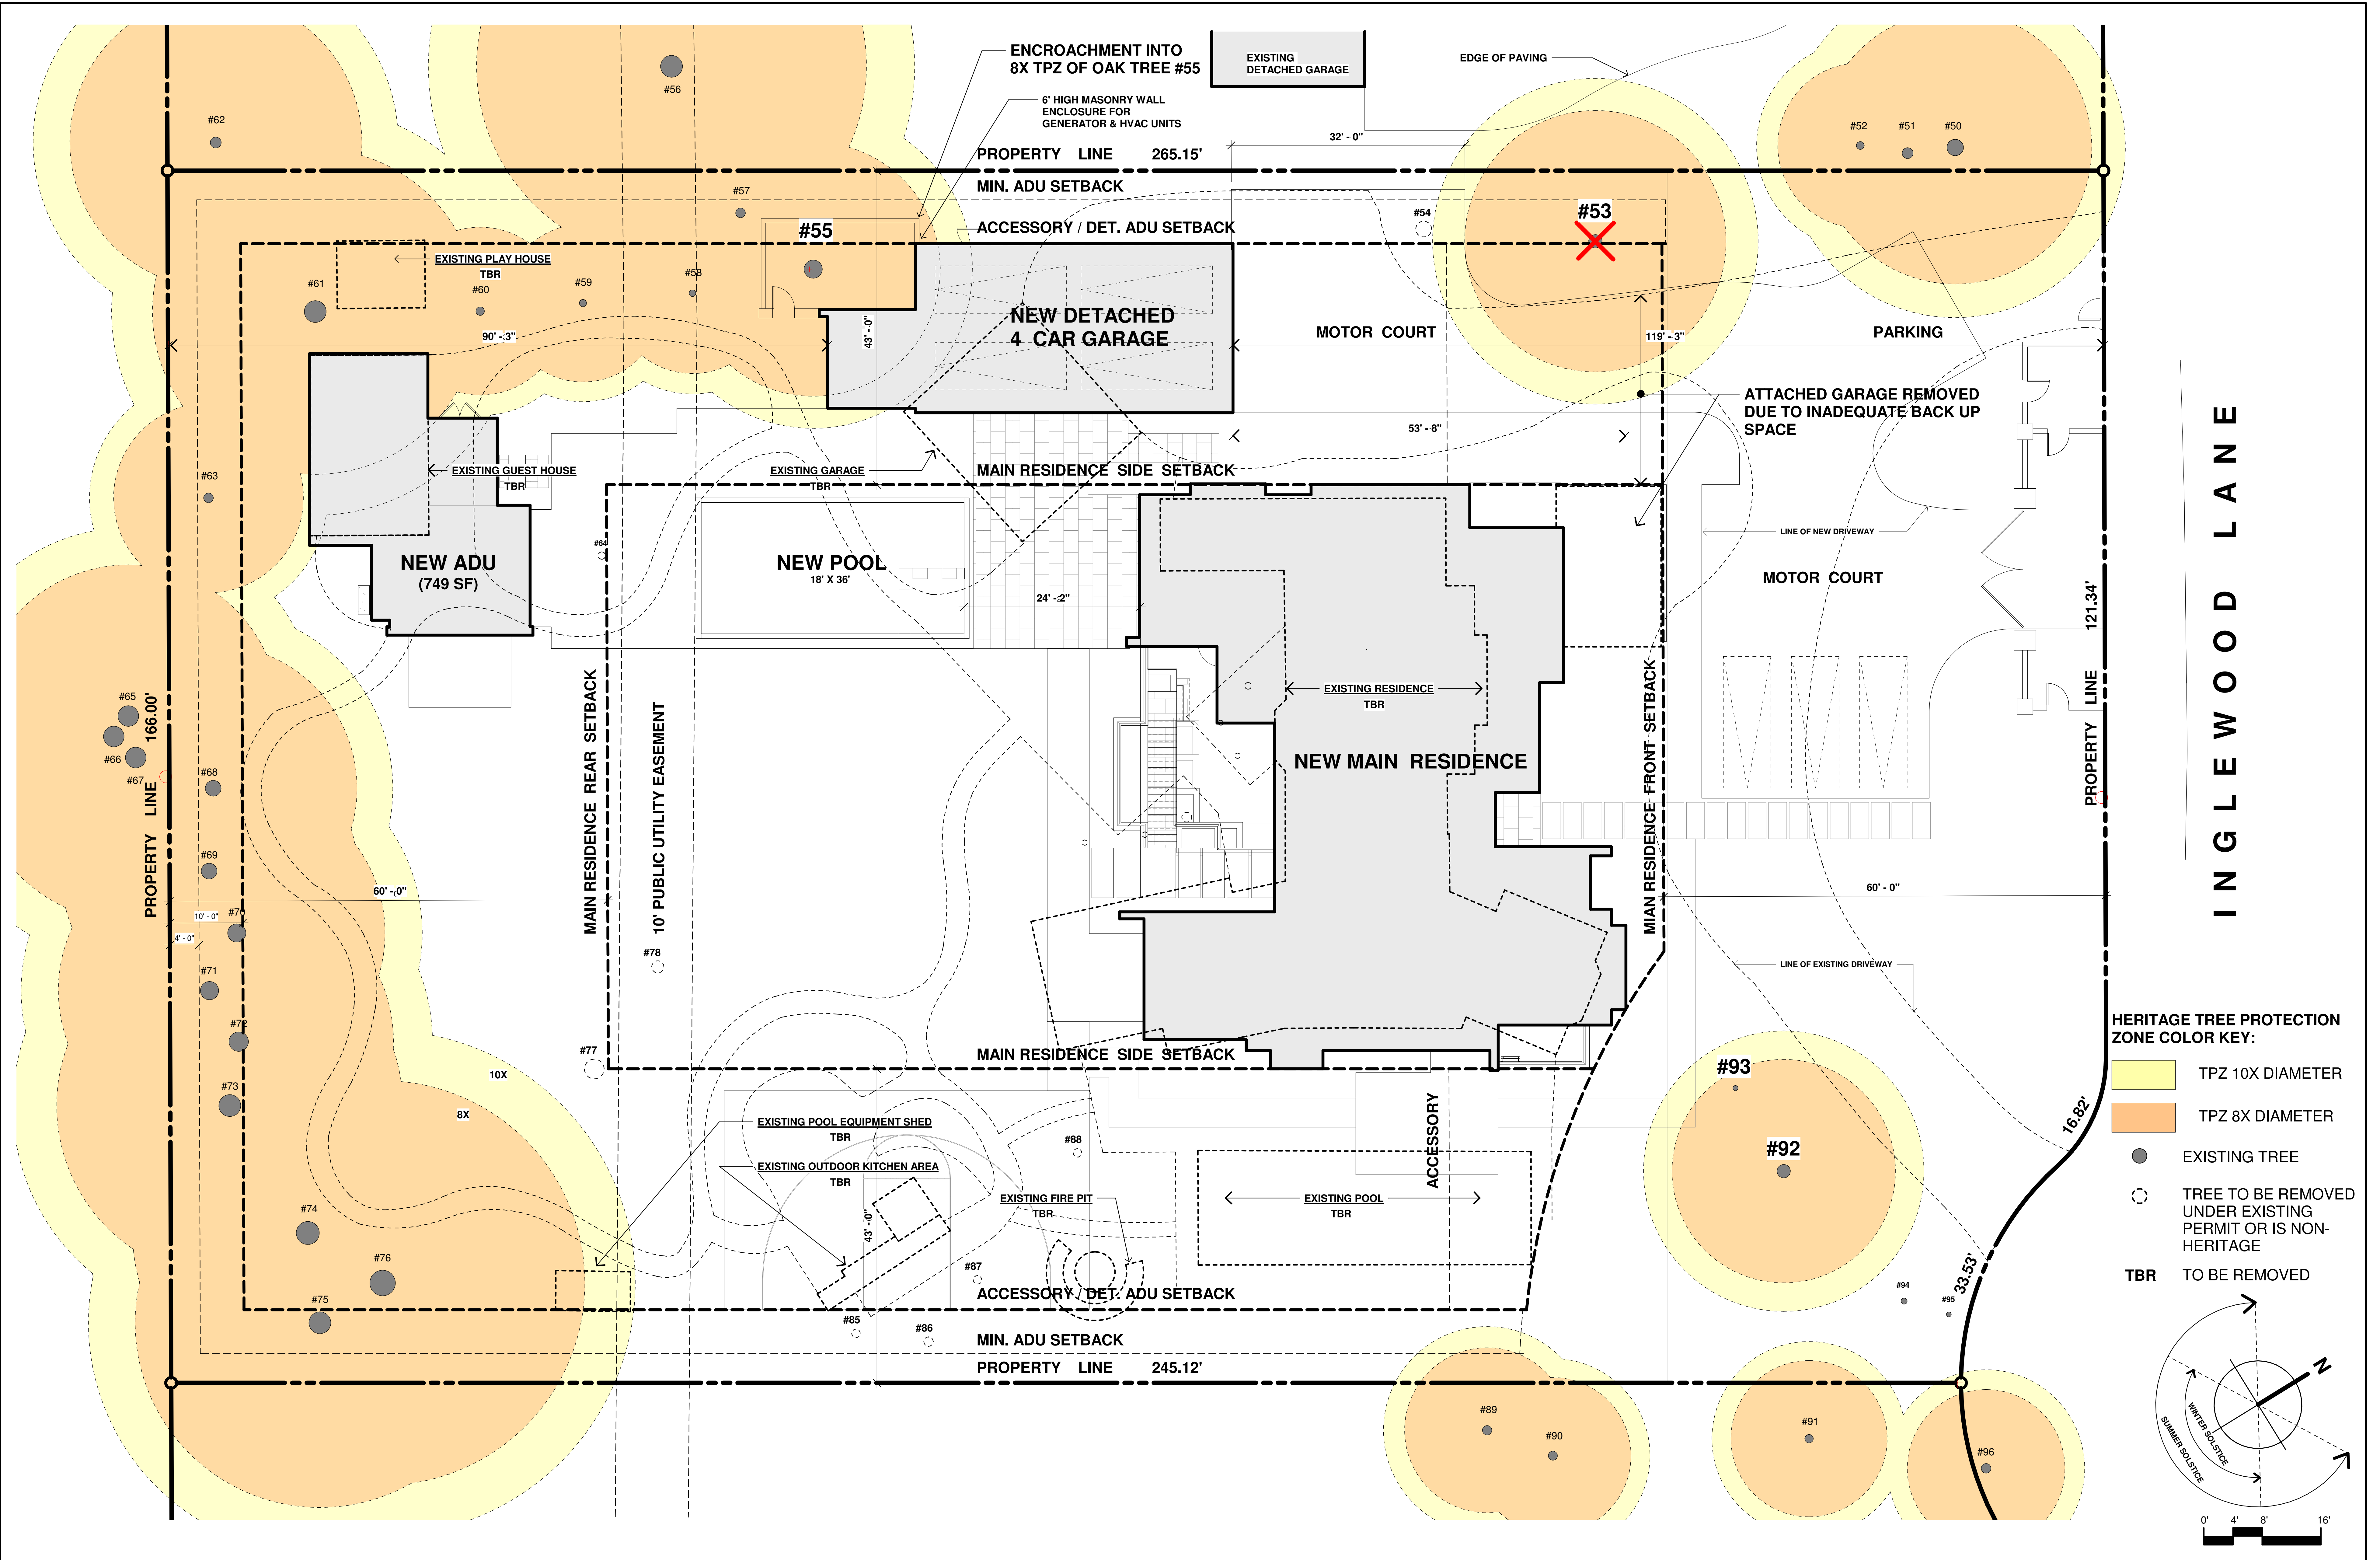 ENCROACHMENT INTO
8X TPZ OF OAK TREE #55
EXISTING
DETACHED GARAGE
EDGE OF PAVING
6' HIGH MASONRY WALL
ENCLOSURE FOR
GENERATOR & HVAC UNITS
#56
#62
#52
#51
#50
32' - 0"
PROPERTY LINE 265.15'
MIN. ADU SETBACK
#57
#55
ACCESSORY / DET. ADU SETBACK
#54
#53
EXISTING PLAY HOUSE
TBR
#61
#60
#59
#58
NEW DETACHED
4 CAR GARAGE
90' - 3"
43' - 0"
MOTOR COURT
119' - 3"
PARKING
ATTACHED GARAGE REMOVED
DUE TO INADEQUATE BACK UP
SPACE
53' - 8"
EXISTING GUEST HOUSE
TBR
EXISTING GARAGE
TBR
MAIN RESIDENCE SIDE SETBACK
#63
#64
LINE OF NEW DRIVEWAY
NEW ADU
(749 SF)
NEW POOL
18' X 36'
24' - 2"
MOTOR COURT
121.34'
PROPERTY LINE
INGLEWOOD LANE
EXISTING RESIDENCE
TBR
NEW MAIN RESIDENCE
MAIN RESIDENCE REAR SETBACK
10' PUBLIC UTILITY EASEMENT
MIAN RESIDENCE FRONT SETBACK
#65
#66
#67
166.00'
PROPERTY LINE
#68
#69
60' - 0"
60' - 0"
10' - 0"
#70
4' - 0"
#71
#78
LINE OF EXISTING DRIVEWAY
#72
#77
MAIN RESIDENCE SIDE SETBACK
10X
8X
#73
#93
#92
ACCESSORY
EXISTING POOL EQUIPMENT SHED
TBR
#88
EXISTING OUTDOOR KITCHEN AREA
TBR
EXISTING FIRE PIT
TBR
EXISTING POOL
TBR
43' - 0"
#74
#76
#75
#87
ACCESSORY / DET. ADU SETBACK
#85
#86
MIN. ADU SETBACK
PROPERTY LINE 245.12'
#94
#95
16.82'
33.53'
#89
#90
#91
#96
HERITAGE TREE PROTECTION
ZONE COLOR KEY:
TPZ 10X DIAMETER
TPZ 8X DIAMETER
EXISTING TREE
TREE TO BE REMOVED
UNDER EXISTING
PERMIT OR IS NON-
HERITAGE
TBR TO BE REMOVED
N
WINTER SOLSTICE
SUMMER SOLSTICE
0' 4' 8' 16'